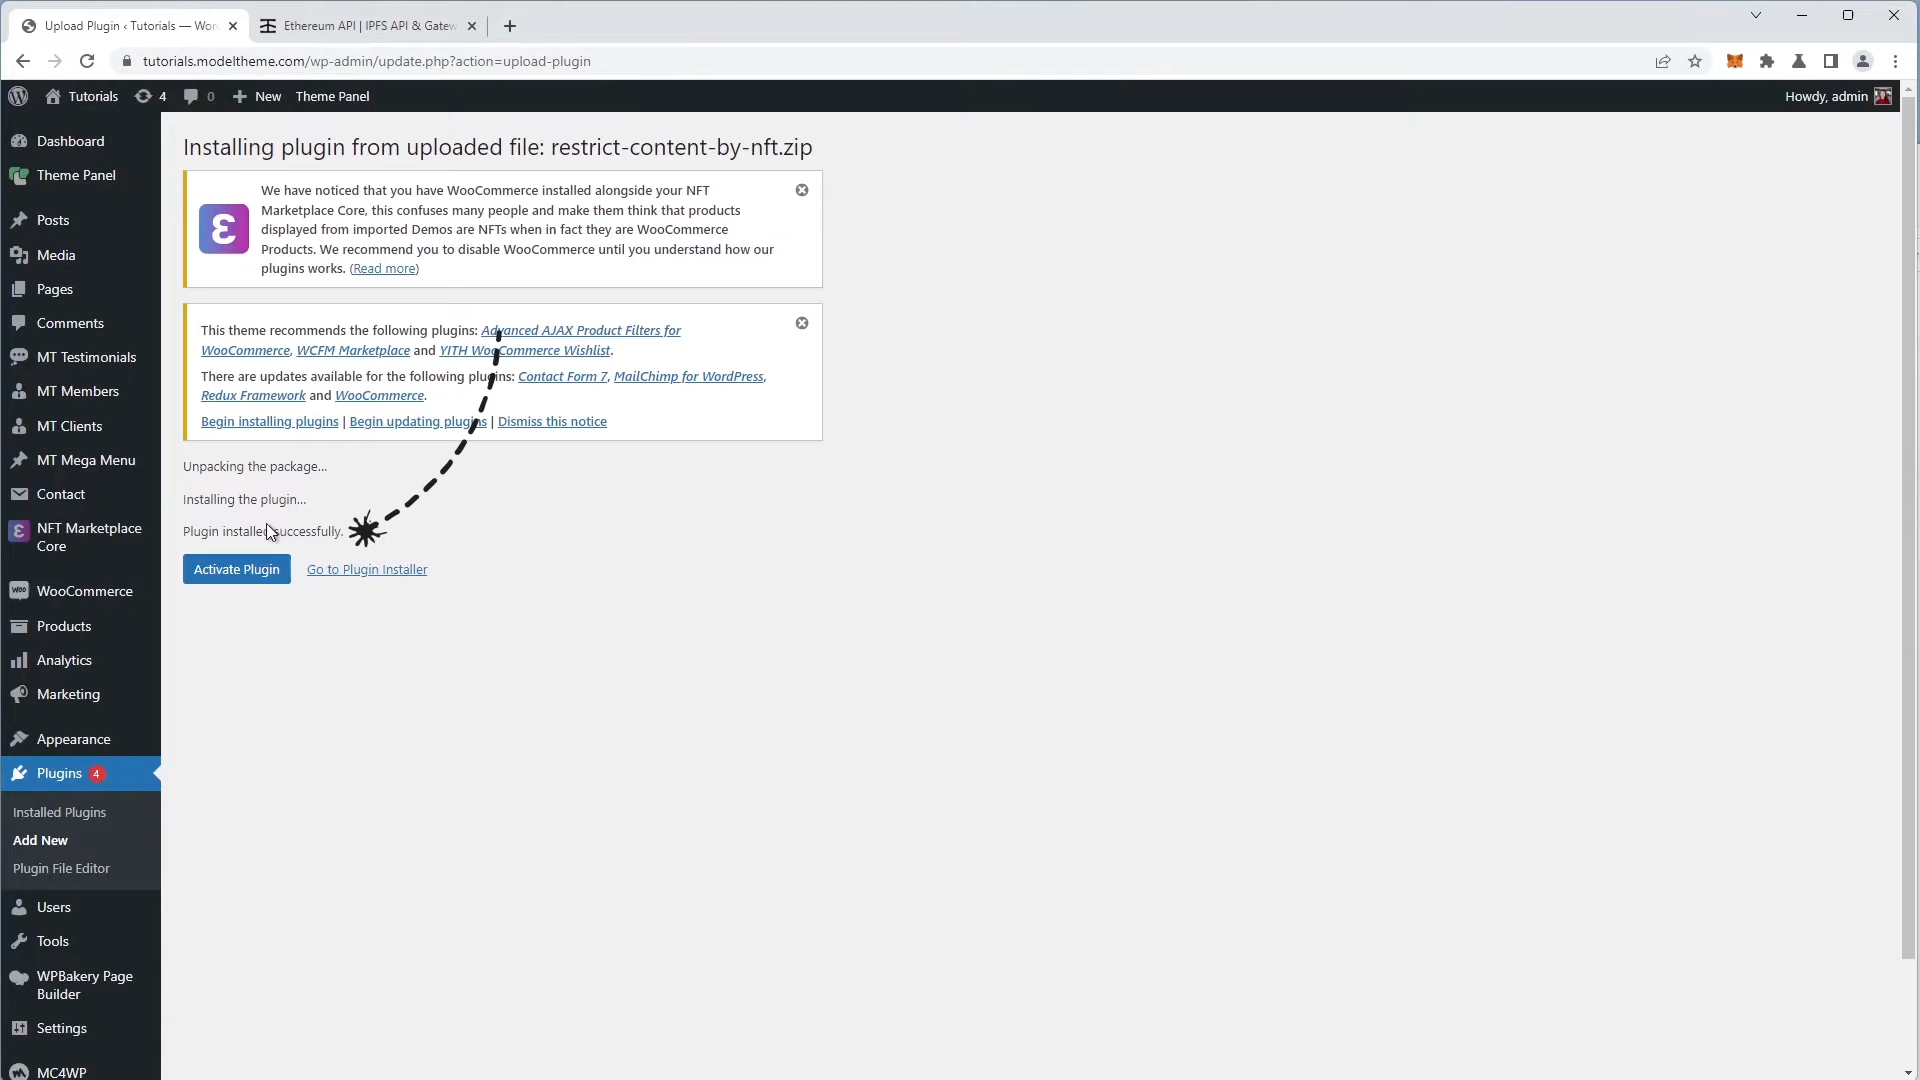 Upload Plugin ‹ Tutorials — Wor
Ethereum API | IPFS API & Gatew
tutorials.modeltheme.com/wp-admin/update.php?action=upload-plugin
Tutorials
4
0
New
Theme Panel
Howdy, admin
Dashboard
Theme Panel
Posts
Media
Pages
Comments
MT Testimonials
MT Members
MT Clients
MT Mega Menu
Contact
NFT Marketplace
Core
WooCommerce
Products
Analytics
Marketing
Appearance
Plugins 4
Installed Plugins
Add New
Plugin File Editor
Users
Tools
WPBakery Page
Builder
Settings
MC4WP
Installing plugin from uploaded file: restrict-content-by-nft.zip
We have noticed that you have WooCommerce installed alongside your NFT
Marketplace Core, this confuses many people and make them think that products
displayed from imported Demos are NFTs when in fact they are WooCommerce
Products. We recommend you to disable WooCommerce until you understand how our
plugins works. (Read more)
This theme recommends the following plugins: Advanced AJAX Product Filters for
WooCommerce, WCFM Marketplace and YITH WooCommerce Wishlist.
There are updates available for the following plugins: Contact Form 7, MailChimp for WordPress,
Redux Framework and WooCommerce.
Begin installing plugins | Begin updating plugins | Dismiss this notice
Unpacking the package…
Installing the plugin…
Plugin installed successfully.
Activate Plugin
Go to Plugin Installer